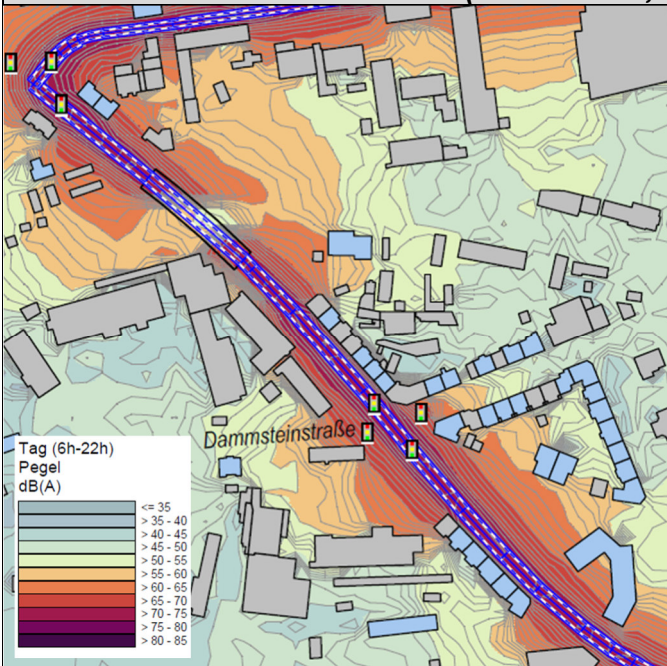 Dammsteinstraße
Tag (6h-22h)
Pegel
dB(A)
<= 35
> 35 - 40
> 40 - 45
> 45 - 50
> 50 - 55
> 55 - 60
> 60 - 65
> 65 - 70
> 70 - 75
> 75 - 80
> 80 - 85